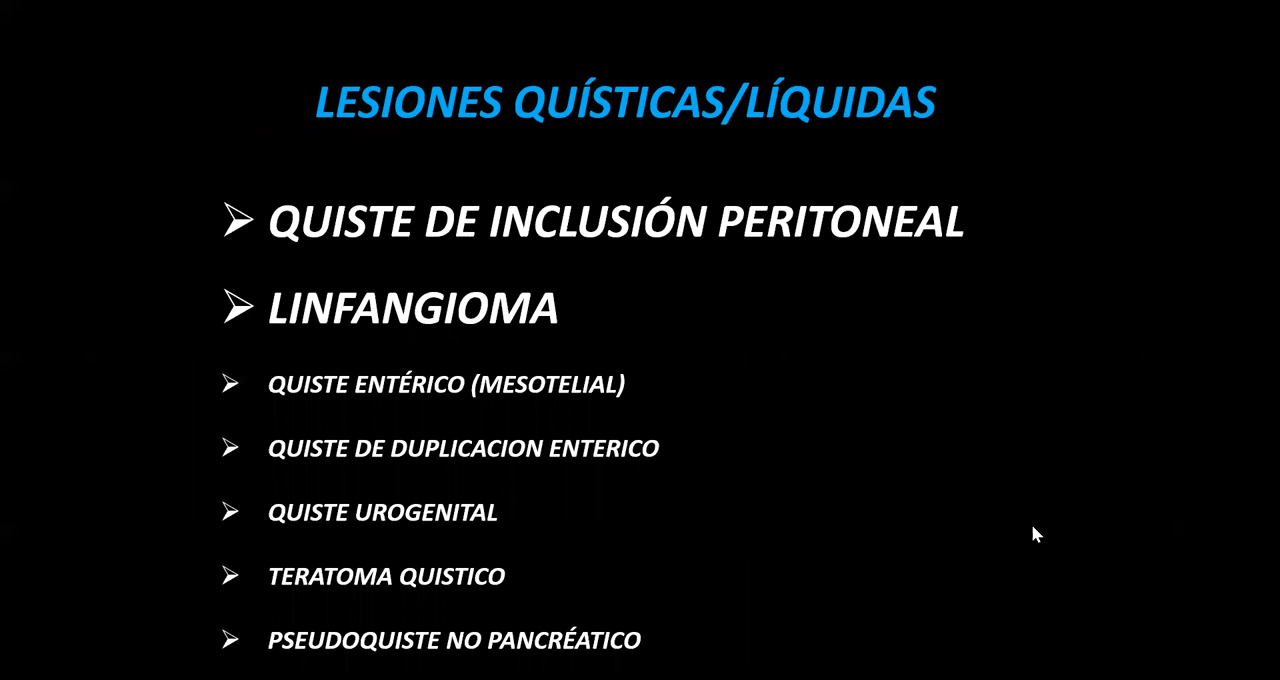 LESIONES QUÍSTICAS/LÍQUIDAS
QUISTE DE INCLUSIÓN PERITONEAL
LINFANGIOMA
QUISTE ENTÉRICO (MESOTELIAL)
QUISTE DE DUPLICACION ENTERICO
QUISTE UROGENITAL
TERATOMA QUISTICO
PSEUDOQUISTE NO PANCRÉATICO